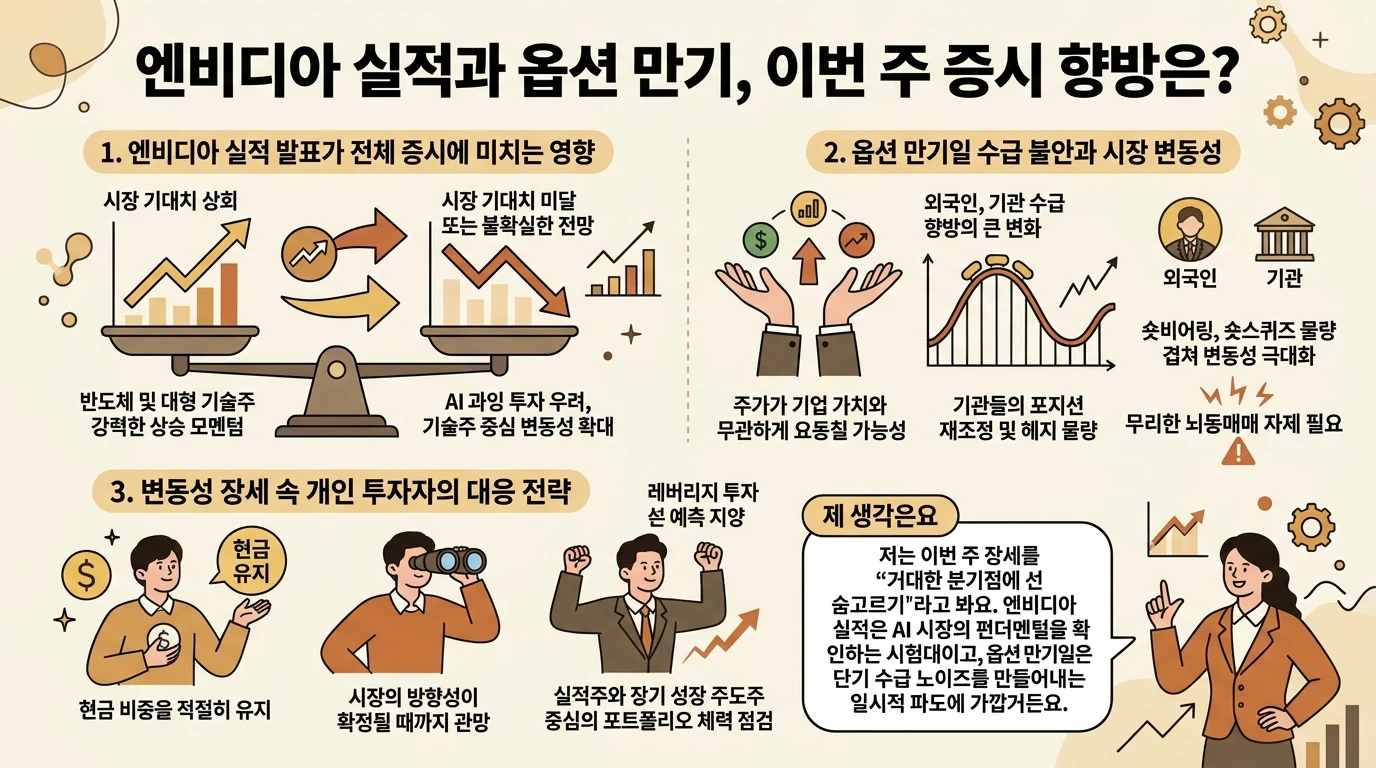 엔비디아 실적과 옵션 만기, 이번 주 증시 향방은?
1. 엔비디아 실적 발표가 전체 증시에 미치는 영향
시장 기대치 상회
시장 기대치 미달
또는 불확실한 전망
반도체 및 대형 기술주
강력한 상승 모멘텀
AI 과잉 투자 우려,
기술주 중심 변동성 확대
2. 옵션 만기일 수급 불안과 시장 변동성
$
주가가 기업 가치와
무관하게 요동칠 가능성
외국인, 기관 수급
향방의 큰 변화
기관들의 포지션
재조정 및 헤지 물량
외국인
기관
숏비어링, 숏스퀴즈 물량
겹쳐 변동성 극대화
무리한 뇌동매매 자제 필요
3. 변동성 장세 속 개인 투자자의 대응 전략
$
현금
유지
$
현금 비중을 적절히 유지
시장의 방향성이
확정될 때까지 관망
레버리지 투자
섣 예측 지양
실적주와 장기 성장 주도주
중심의 포트폴리오 체력 점검
제 생각은요
저는 이번 주 장세를
“거대한 분기점에 선
숨고르기”라고 봐요. 엔비디아
실적은 AI 시장의 펀더멘털을 확
인하는 시험대이고, 옵션 만기일은
단기 수급 노이즈를 만들어내는
일시적 파도에 가깝거든요.